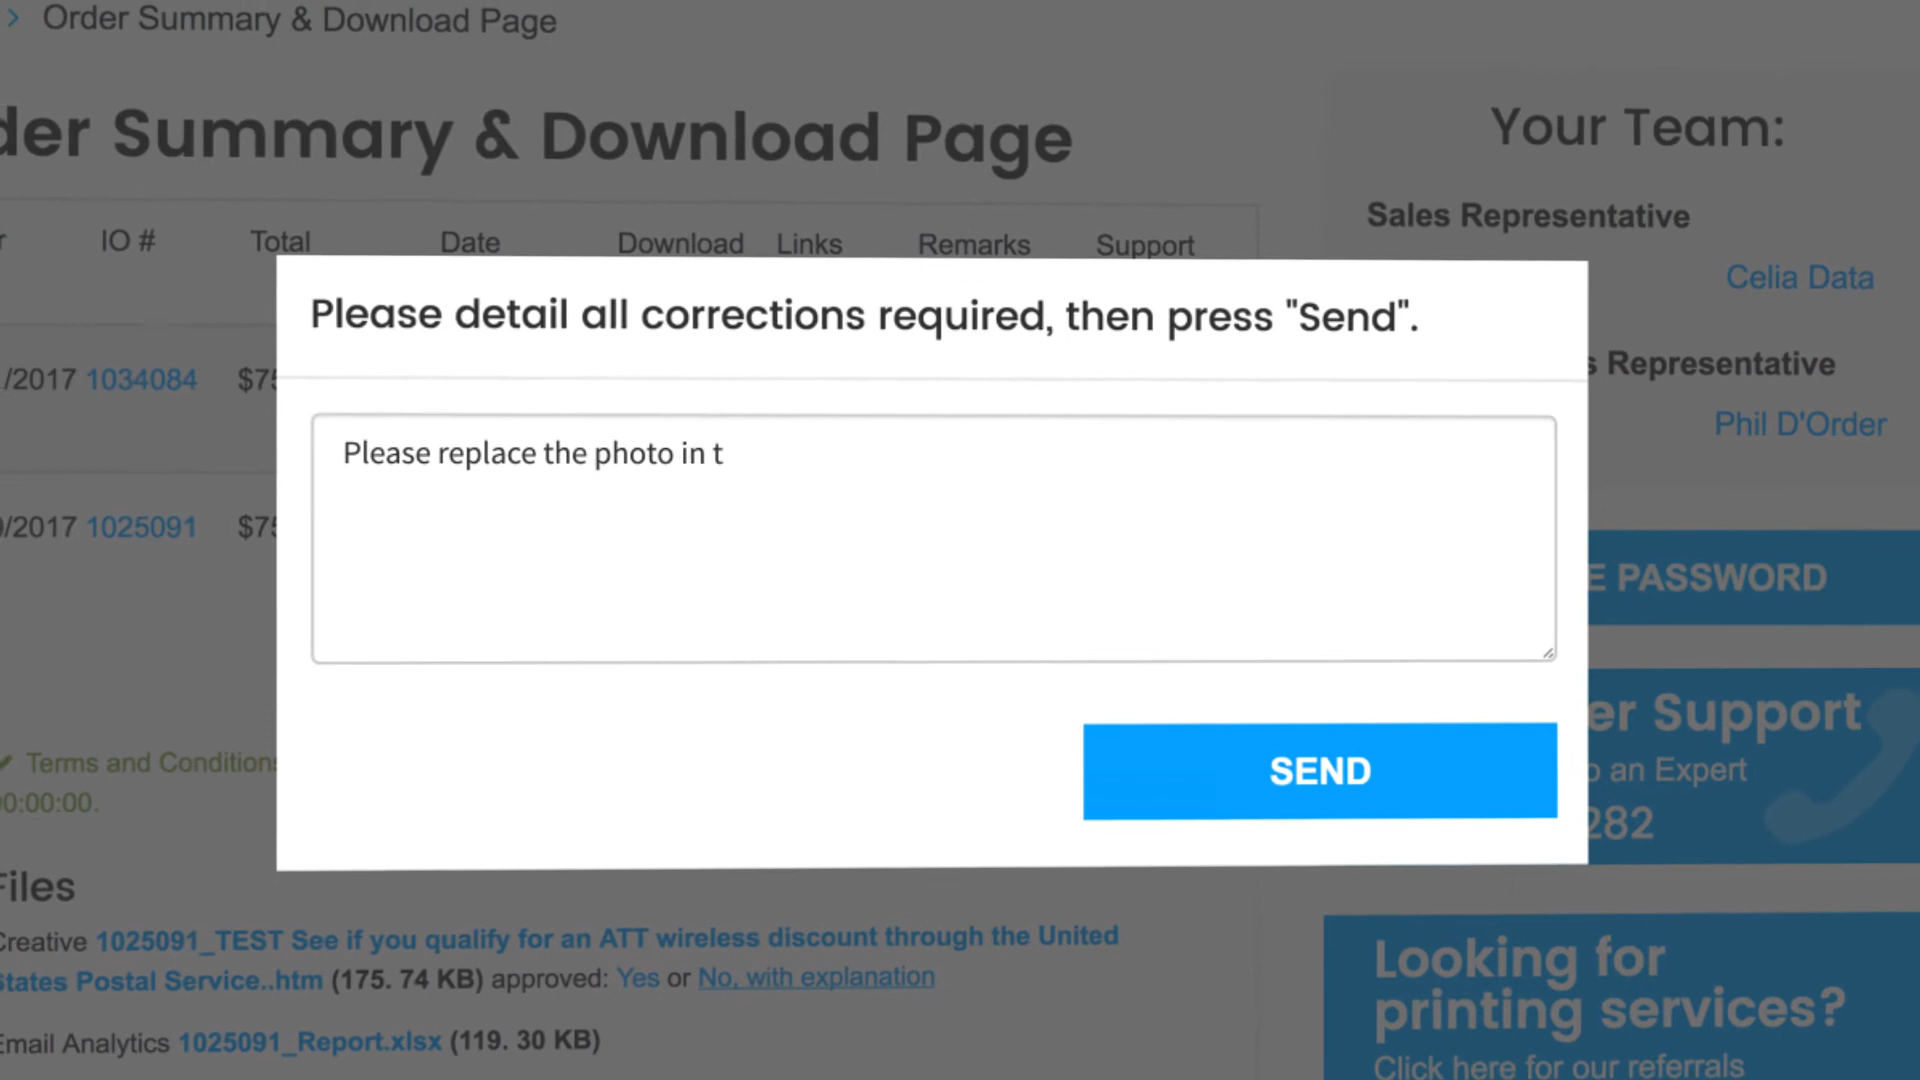 > Order Summary & Download Page
der Summary & Download Page
r IO # Total Date Download Links Remarks Support
/2017 1034084 $75
0/2017 1025091 $75
✔ Terms and Conditions
00:00:00.
Files
Creative 1025091_TEST See if you qualify for an ATT wireless discount through the United
States Postal Service..htm (175. 74 KB) approved: Yes or No, with explanation
Email Analytics 1025091_Report.xlsx (119. 30 KB)
Please detail all corrections required, then press "Send".
Please replace the photo in t
SEND
Your Team:
Sales Representative
Celia Data
s Representative
Phil D'Order
E PASSWORD
er Support
o an Expert
282
Looking for
printing services?
Click here for our referrals